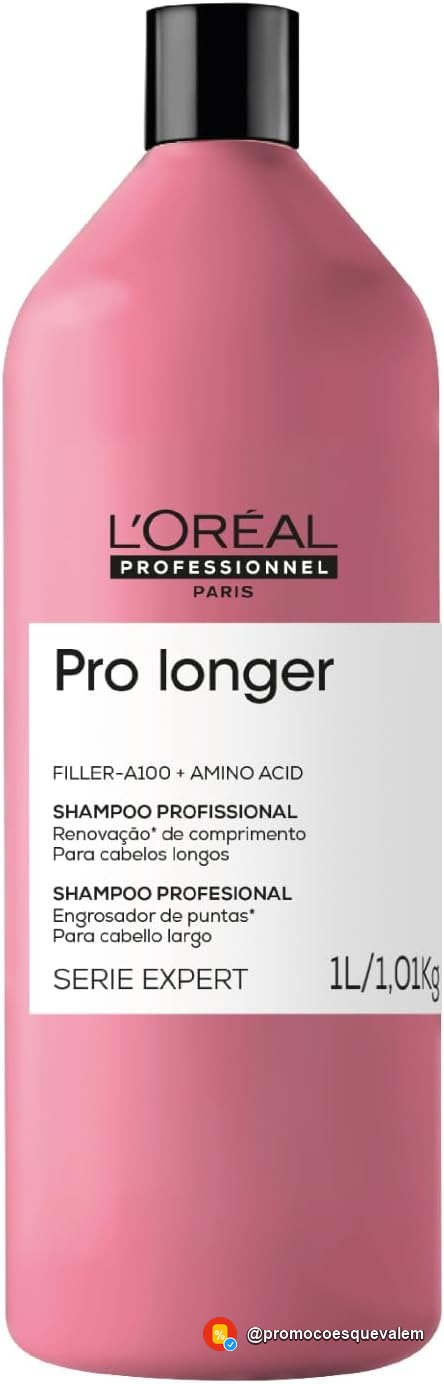 L'ORÉAL
PROFESSIONNEL
PARIS
Pro longer
FILLER-A100 + AMINO ACID
SHAMPOO PROFISSIONAL
Renovação* de comprimento
Para cabelos longos
SHAMPOO PROFESIONAL
Engrosador de puntas*
Para cabello largo
SERIE EXPERT 1L/1,01Kg
% @promocoesquevalem